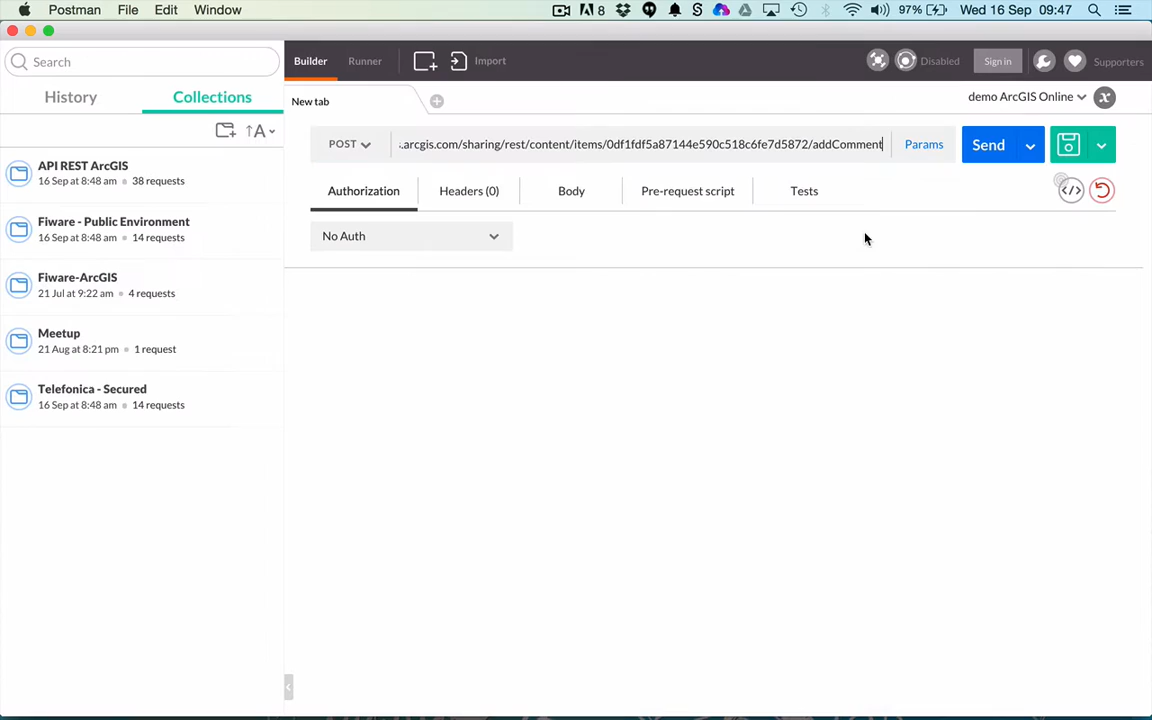 Postman File Edit Window 8 97% Wed 16 Sep 09:47
Search
History Collections
A
API REST ArcGIS
16 Sep at 8:48 am 38 requests
Fiware - Public Environment
16 Sep at 8:48 am 14 requests
Fiware-ArcGIS
21 Jul at 9:22 am 4 requests
Meetup
21 Aug at 8:21 pm 1 request
Telefonica - Secured
16 Sep at 8:48 am 14 requests
Builder Runner Import Disabled Sign in Supporters
New tab demo ArcGIS Online x
POST s.arcgis.com/sharing/rest/content/items/0df1fdf5a87144e590c518c6fe7d5872/addComment Params Send
Authorization Headers (0) Body Pre-request script Tests </>
No Auth